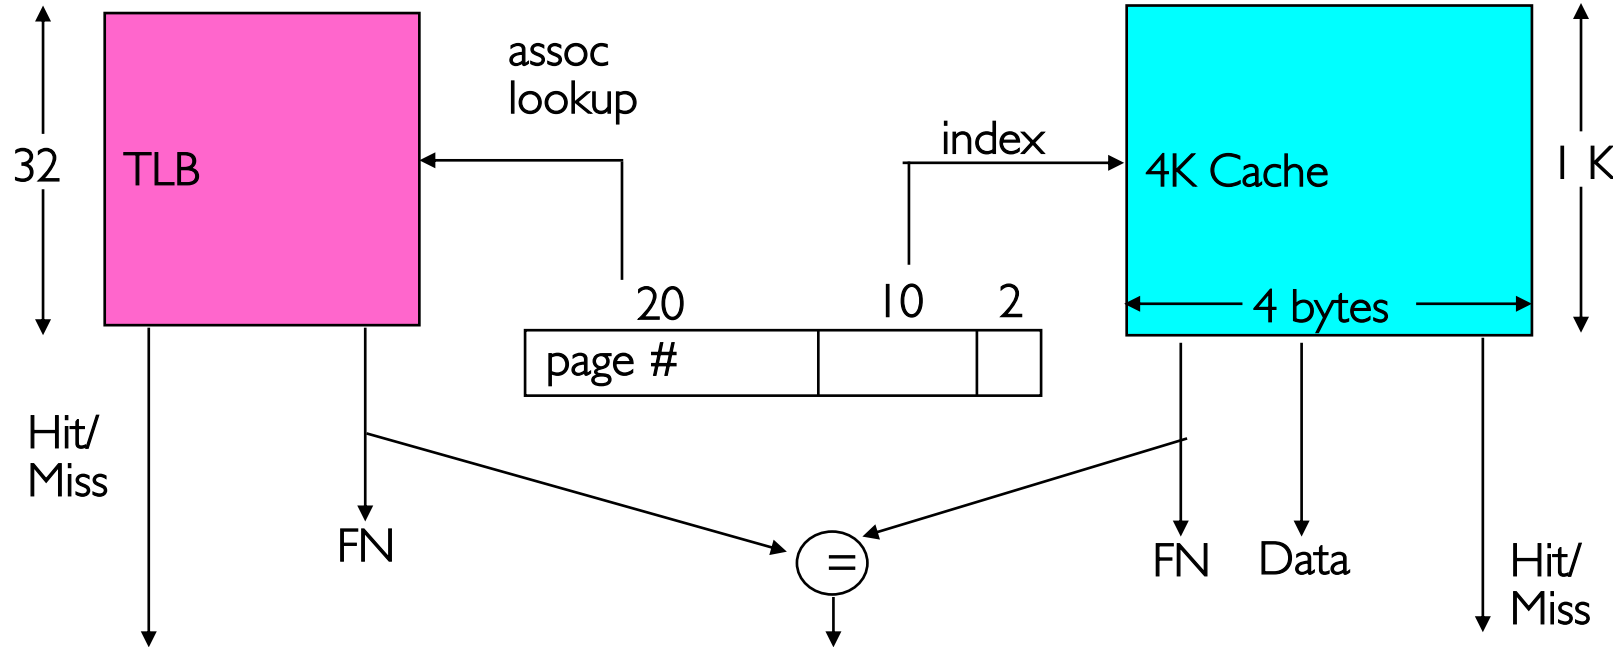 assoc
lookup
index
32
TLB
4K Cache
1 K
20
10
2
4 bytes
page #
Hit/
Miss
FN
=
FN
Data
Hit/
Miss